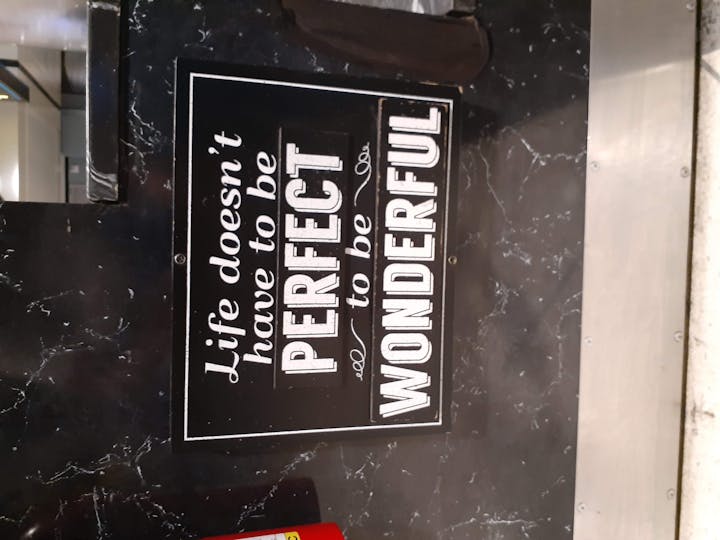 Life doesn't
have to be
PERFECT
to be
WONDERFUL